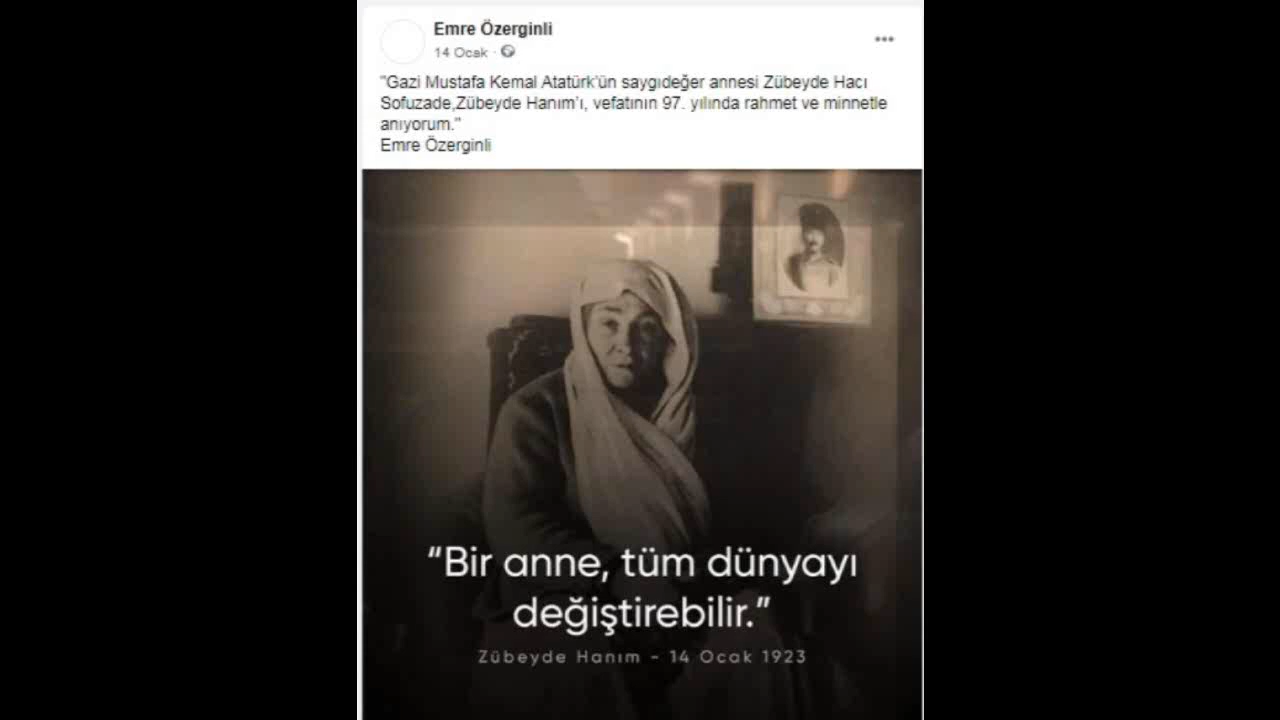 Emre Özerginli
14 Ocak ·
"Gazi Mustafa Kemal Atatürk'ün saygıdeğer annesi Zübeyde Hacı
Sofuzade,Zübeyde Hanım'ı, vefatının 97. yılında rahmet ve minnetle
anıyorum."
Emre Özerginli
“Bir anne, tüm dünyayı
değiştirebilir.”
Zübeyde Hanım - 14 Ocak 1923